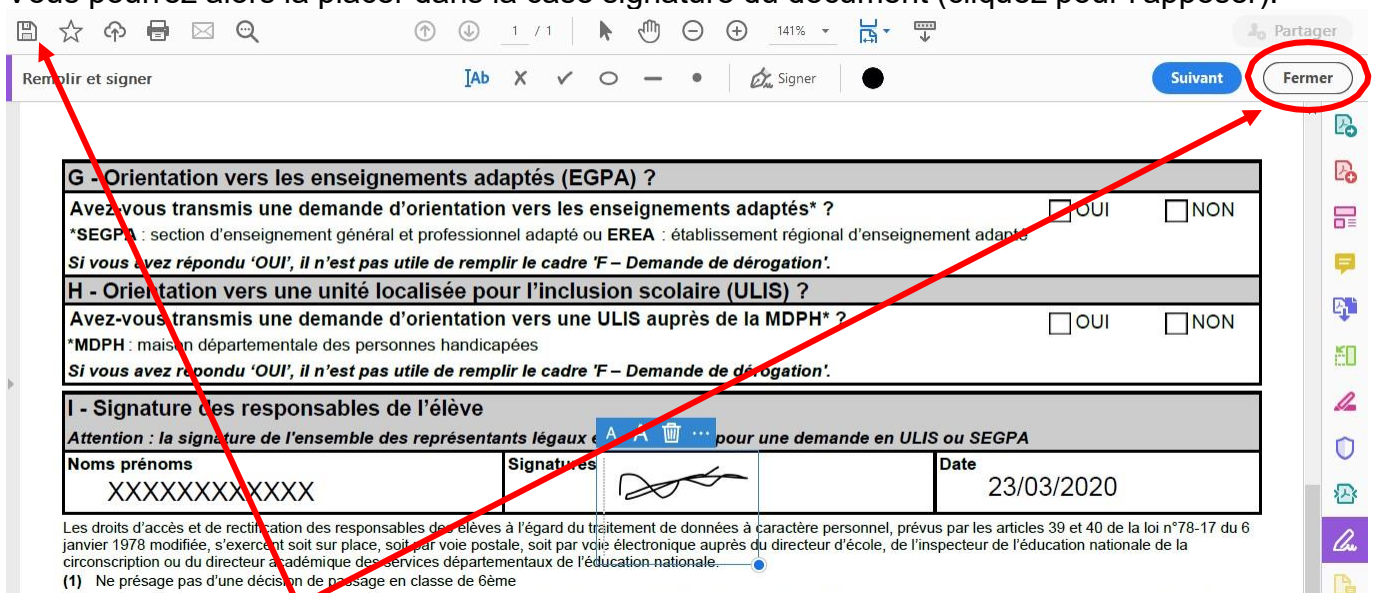 Vous pourrez alors la placer dans la case signature du document (cliquez pour l'apposer).
1 / 1 141% Partager
Remplir et signer Ab Signer Suivant Fermer
G - Orientation vers les enseignements adaptés (EGPA) ?
Avez-vous transmis une demande d'orientation vers les enseignements adaptés* ? OUI NON
*SEGPA : section d'enseignement général et professionnel adapté ou EREA : établissement régional d'enseignement adapté
Si vous avez répondu 'OUI', il n'est pas utile de remplir le cadre 'F – Demande de dérogation'.
H - Orientation vers une unité localisée pour l'inclusion scolaire (ULIS) ?
Avez-vous transmis une demande d'orientation vers une ULIS auprès de la MDPH* ? OUI NON
*MDPH : maison départementale des personnes handicapées
Si vous avez répondu 'OUI', il n'est pas utile de remplir le cadre 'F – Demande de dérogation'.
I - Signature des responsables de l'élève
Attention : la signature de l'ensemble des représentants légaux A A ... pour une demande en ULIS ou SEGPA
Noms prénoms Signatures Date
XXXXXXXXXXXX 23/03/2020
Les droits d'accès et de rectification des responsables des élèves à l'égard du traitement de données à caractère personnel, prévus par les articles 39 et 40 de la loi n°78-17 du 6
janvier 1978 modifiée, s'exercent soit sur place, soit par voie postale, soit par voie électronique auprès du directeur d'école, de l'inspecteur de l'éducation nationale de la
circonscription ou du directeur académique des services départementaux de l'éducation nationale.
(1) Ne présage pas d'une décision de passage en classe de 6ème